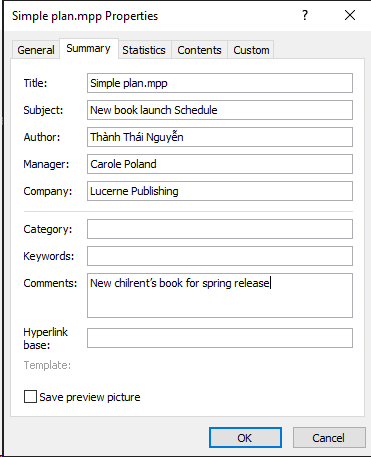 Simple plan.mpp Properties ? ×
General Summary Statistics Contents Custom
Title: Simple plan.mpp
Subject: New book launch Schedule
Author: Thành Thái Nguyễn
Manager: Carole Poland
Company: Lucerne Publishing
Category:
Keywords:
Comments: New chilrent's book for spring release
Hyperlink
base:
Template:
Save preview picture
OK Cancel